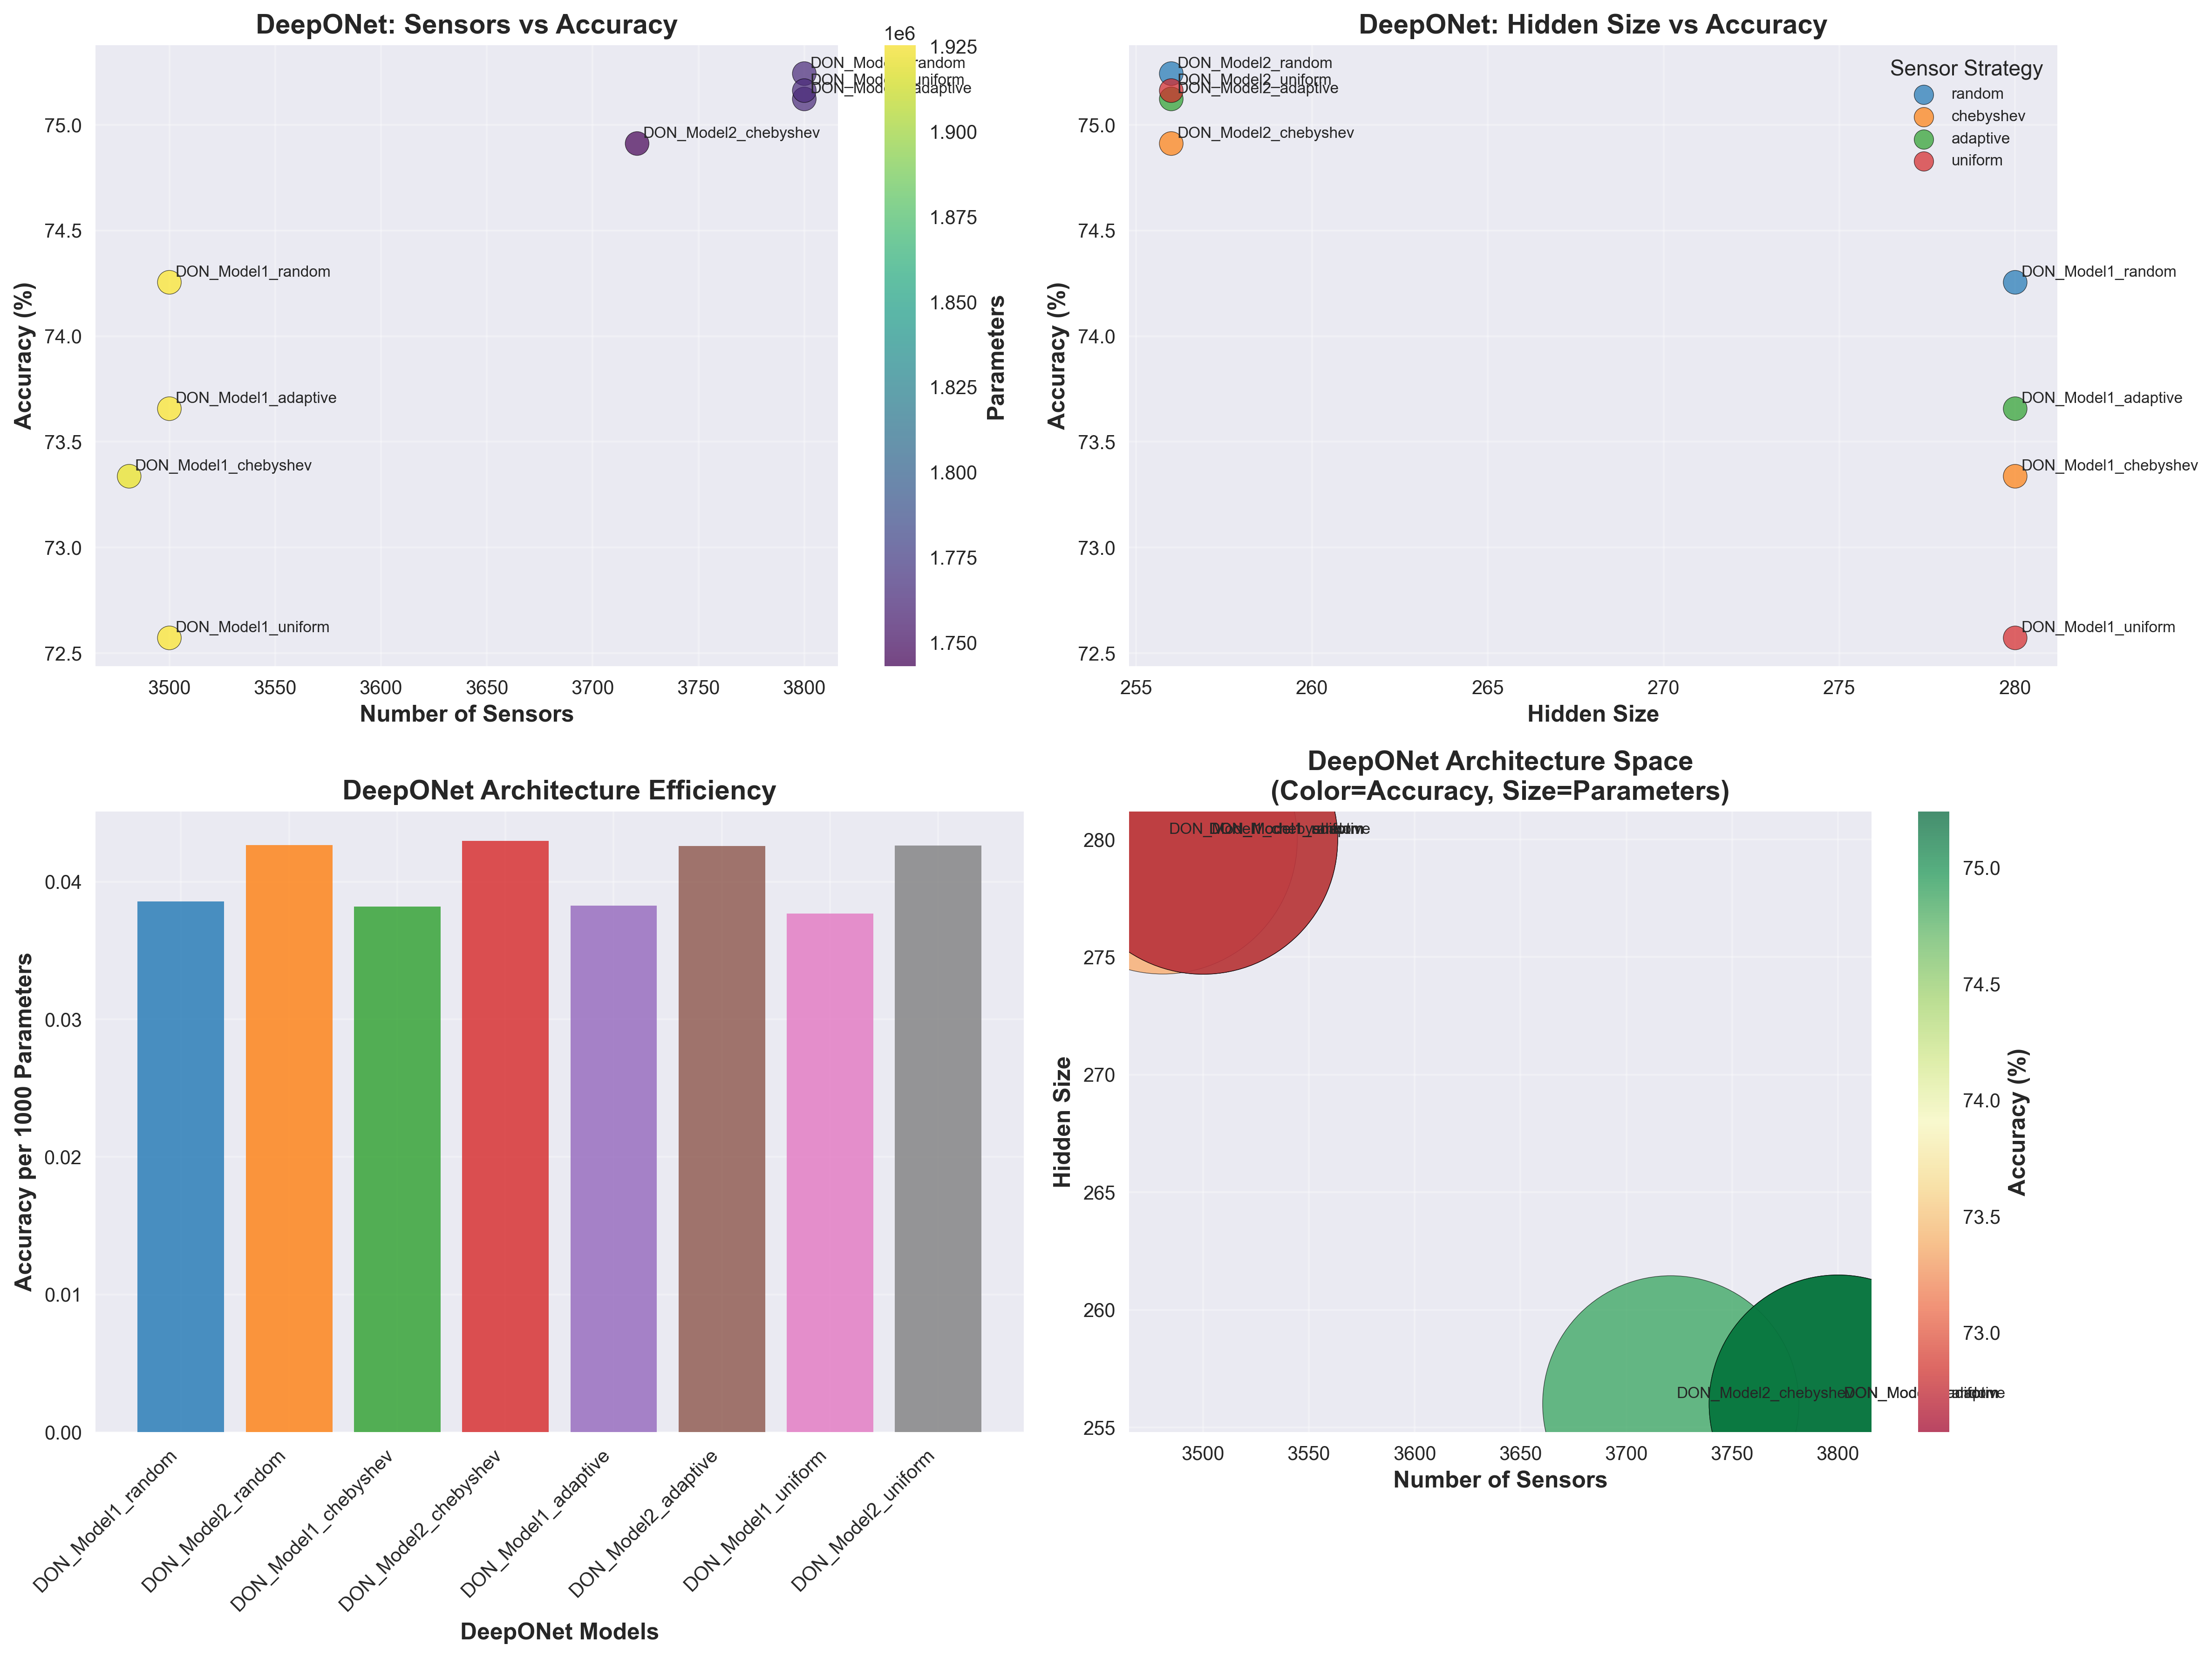 DeepONet: Sensors vs Accuracy
1e6
Accuracy (%)
75.0
74.5
74.0
73.5
73.0
72.5
DON_Model2_chebyshev
DON_Model1_random
DON_Model1_adaptive
DON_Model1_chebyshev
DON_Model1_uniform
3500 3550 3600 3650 3700 3750 3800
Number of Sensors
1.925
1.900
1.875
1.850
1.825
1.800
1.775
1.750
Parameters
DeepONet: Hidden Size vs Accuracy
Accuracy (%)
75.0
74.5
74.0
73.5
73.0
72.5
DON_Model2_random
DON_Model2_uniform
DON_Model2_adaptive
DON_Model2_chebyshev
Sensor Strategy
random
chebyshev
adaptive
uniform
DON_Model1_random
DON_Model1_adaptive
DON_Model1_chebyshev
DON_Model1_uniform
255 260 265 270 275 280
Hidden Size
DeepONet Architecture Efficiency
Accuracy per 1000 Parameters
0.04
0.03
0.02
0.01
0.00
DON_Model1_random
DON_Model2_random
DON_Model1_chebyshev
DON_Model2_chebyshev
DON_Model1_adaptive
DON_Model2_adaptive
DON_Model1_uniform
DON_Model2_uniform
DeepONet Models
DeepONet Architecture Space
(Color=Accuracy, Size=Parameters)
Hidden Size
280
275
270
265
260
255
DON_Model2_chebyshev
3500 3550 3600 3650 3700 3750 3800
Number of Sensors
75.0
74.5
74.0
73.5
73.0
Accuracy (%)